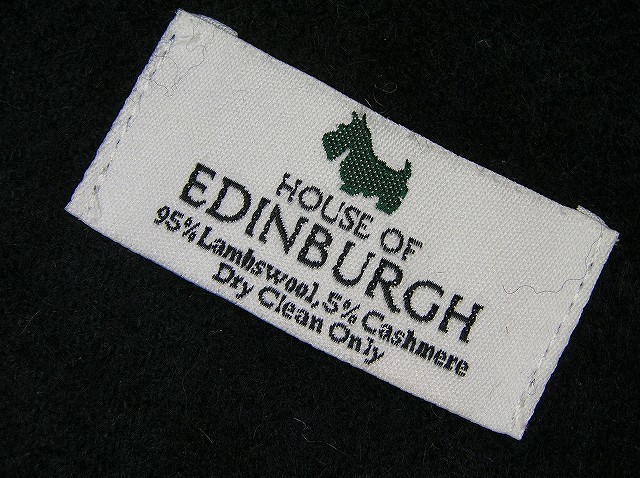 HOUSE OF
EDINBURGH
95% Lambswool, 5% Cashmere
Dry Clean Only